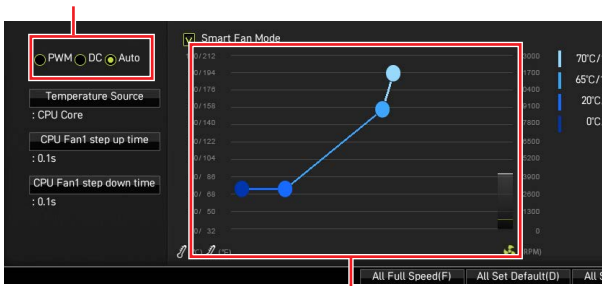 PWM DC Auto
Smart Fan Mode
Temperature Source
: CPU Core
CPU Fan1 step up time
: 0.1s
CPU Fan1 step down time
: 0.1s
0/212
0/194
0/176
0/158
0/140
0/122
0/104
0/ 86
0/ 68
0/ 50
0/ 32
(°F)
3000
1700
0400
9100
7800
6500
5200
3900
2600
1300
0
(RPM)
70°C/
65°C/
20°C
0°C
All Full Speed(F)
All Set Default(D)
All S